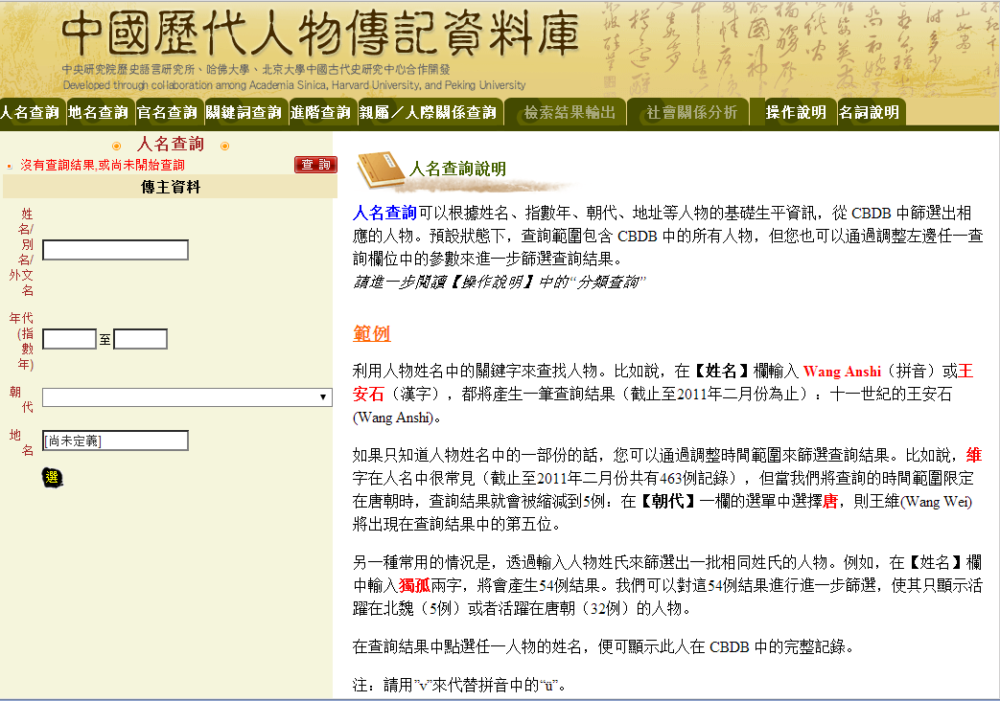 中國歷代人物傳記資料庫
中央研究院歷史語言研究所、哈佛大學、北京大學中國古代史研究中心合作開發
Developed through collaboration among Academia Sinica, Harvard University, and Peking University
人名查詢 地名查詢 官名查詢 關鍵詞查詢 進階查詢 親屬／人際關係查詢 檢索結果輸出 社會關係分析 操作說明 名詞說明
人名查詢
沒有查詢結果,或尚未開始查詢 查 詢
傳主資料
姓
名/
別
名/
外文
名
年代
(指
數
年)
至
朝
代
地
名
[尚未定義]
選
人名查詢說明
人名查詢可以根據姓名、指數年、朝代、地址等人物的基礎生平資訊，從 CBDB 中篩選出相
應的人物。預設狀態下，查詢範圍包含 CBDB 中的所有人物，但您也可以通過調整左邊任一查
詢欄位中的參數來進一步篩選查詢結果。
請進一步閱讀【操作說明】中的“分類查詢”
範例
利用人物姓名中的關鍵字來查找人物。比如說，在【姓名】欄輸入 Wang Anshi（拼音）或王
安石（漢字），都將產生一筆查詢結果（截止至2011年二月份為止）：十一世紀的王安石
(Wang Anshi)。
如果只知道人物姓名中的一部份的話，您可以通過調整時間範圍來篩選查詢結果。比如說，維
字在人名中很常見（截止至2011年二月份共有463例記錄），但當我們將查詢的時間範圍限定
在唐朝時，查詢結果就會被縮減到5例：在【朝代】一欄的選單中選擇唐，則王維(Wang Wei)
將出現在查詢結果中的第五位。
另一種常用的情況是，透過輸入人物姓氏來篩選出一批相同姓氏的人物。例如，在【姓名】欄
中輸入獨孤兩字，將會產生54例結果。我們可以對這54例結果進行進一步篩選，使其只顯示活
躍在北魏（5例）或者活躍在唐朝（32例）的人物。
在查詢結果中點選任一人物的姓名，便可顯示此人在 CBDB 中的完整記錄。
注：請用”v”來代替拼音中的“ü”。